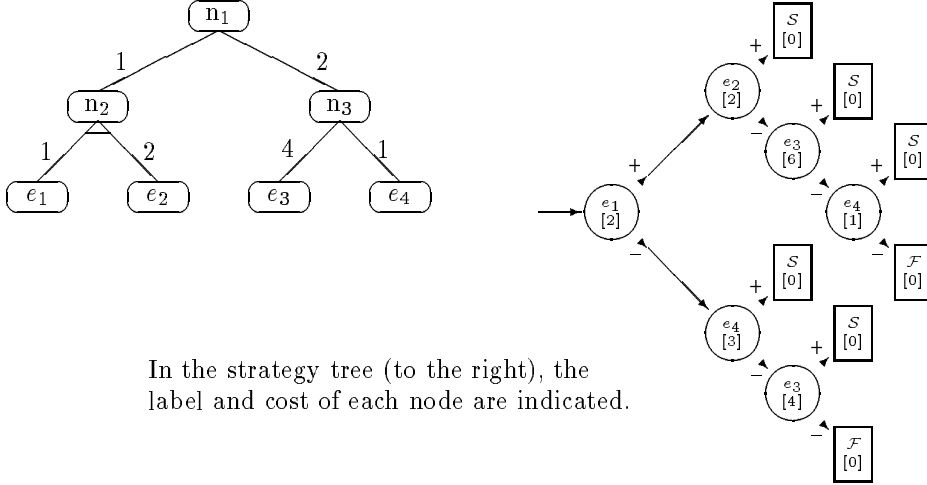 n1
1 2
n2 n3
1 2 4 1
e1 e2 e3 e4
S
[0]
+
e2
[2]
−
S
[0]
+
e3
[6]
−
S
[0]
+
e4
[1]
−
F
[0]
+
e1
[2]
−
S
[0]
+
e4
[3]
−
S
[0]
+
e3
[4]
−
F
[0]
In the strategy tree (to the right), the
label and cost of each node are indicated.